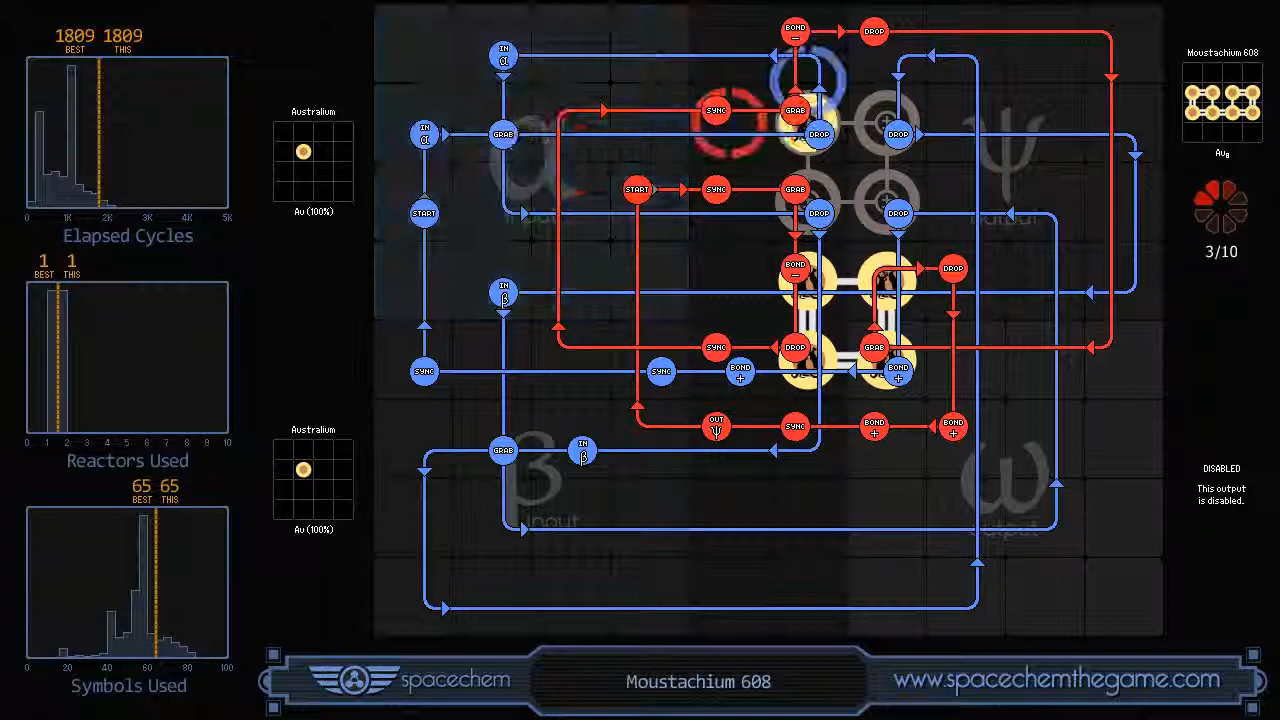 1809 1809
BEST THIS
0 1K 2K 4K 5K
Elapsed Cycles
1 1
BEST THIS
0 1 2 3 4 5 6 7 8 9 10
Reactors Used
65 65
BEST THIS
0 20 40 60 80 100
Symbols Used
Australium
Au (100%)
Australium
Au (100%)
BOND
−
DROP
IN
α
SYNC
GRAB
IN
α
GRAB
DROP
DROP
START
SYNC
GRAB
START
DROP
DROP
BOND
−
DROP
IN
β
SYNC
DROP
GRAB
SYNC
SYNC
BOND
+
BOND
+
OUT
ψ
SYNC
BOND
+
BOND
+
GRAB
IN
β
α
ψ
β
input
ω
output
Moustachium 608
Au₈
3/10
DISABLED
This output
is disabled.
spacechem
Moustachium 608
www.spacechemthegame.com